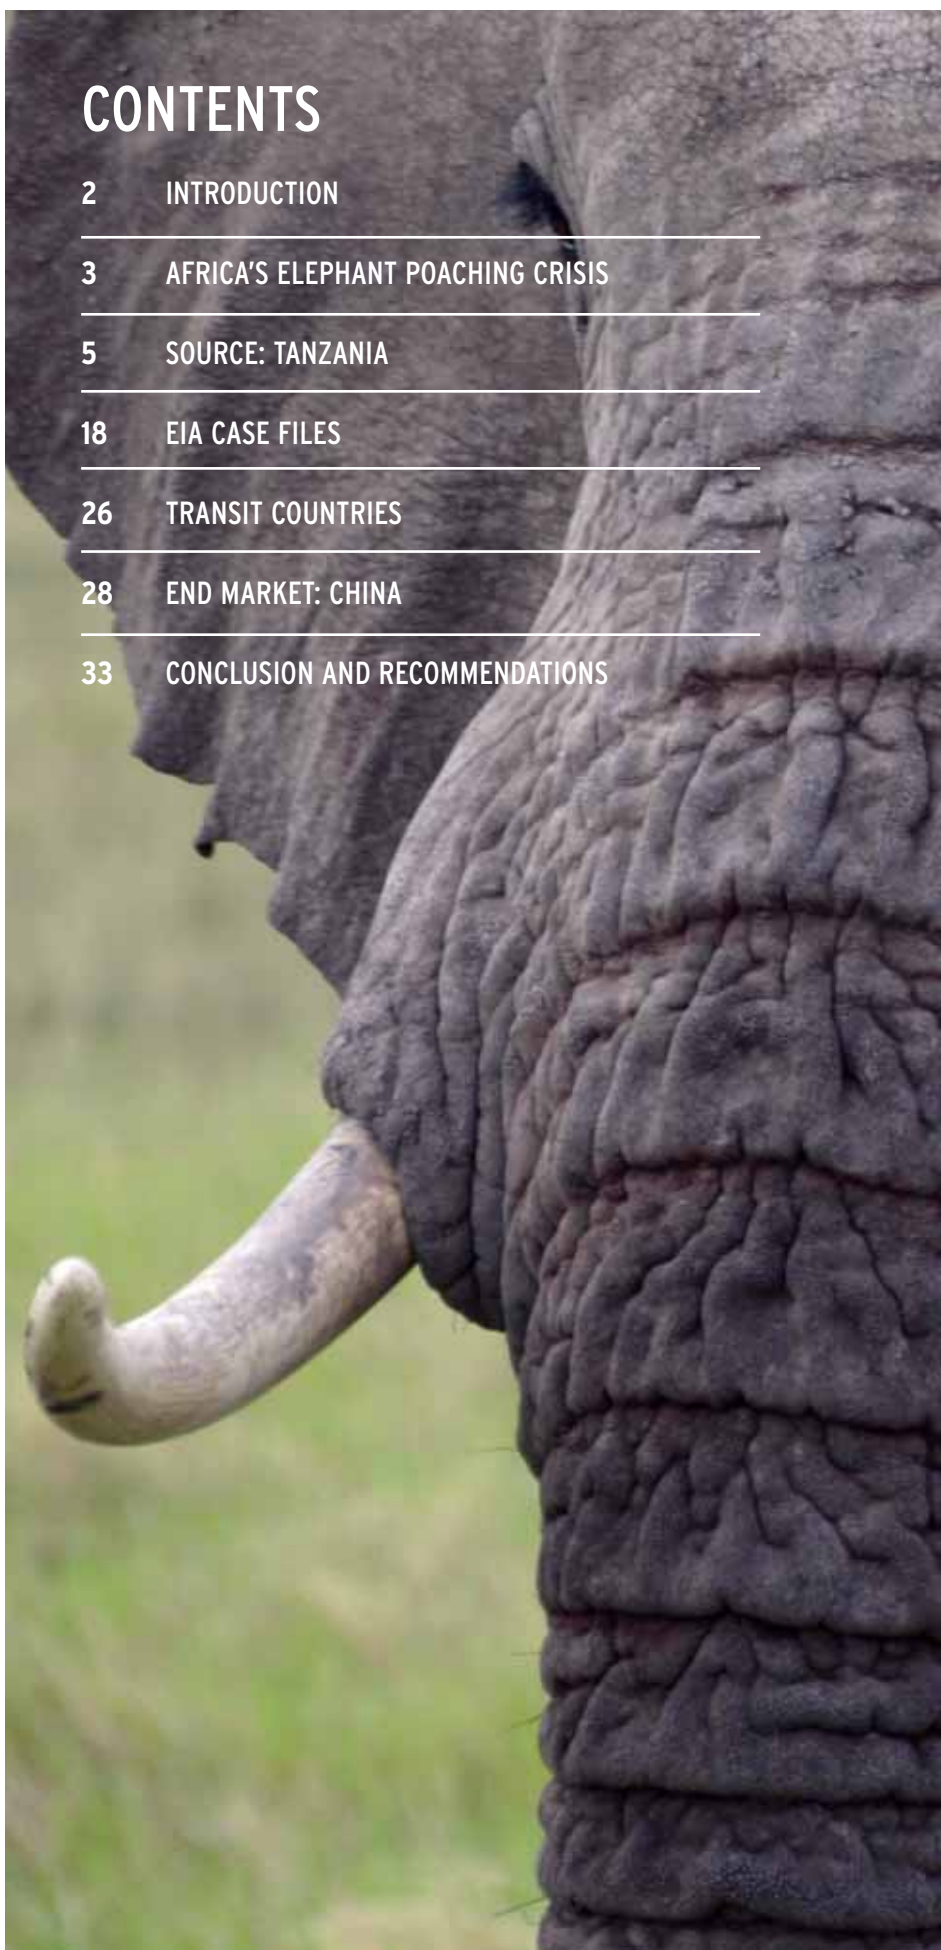 CONTENTS
2 INTRODUCTION
3 AFRICA'S ELEPHANT POACHING CRISIS
5 SOURCE: TANZANIA
18 EIA CASE FILES
26 TRANSIT COUNTRIES
28 END MARKET: CHINA
33 CONCLUSION AND RECOMMENDATIONS